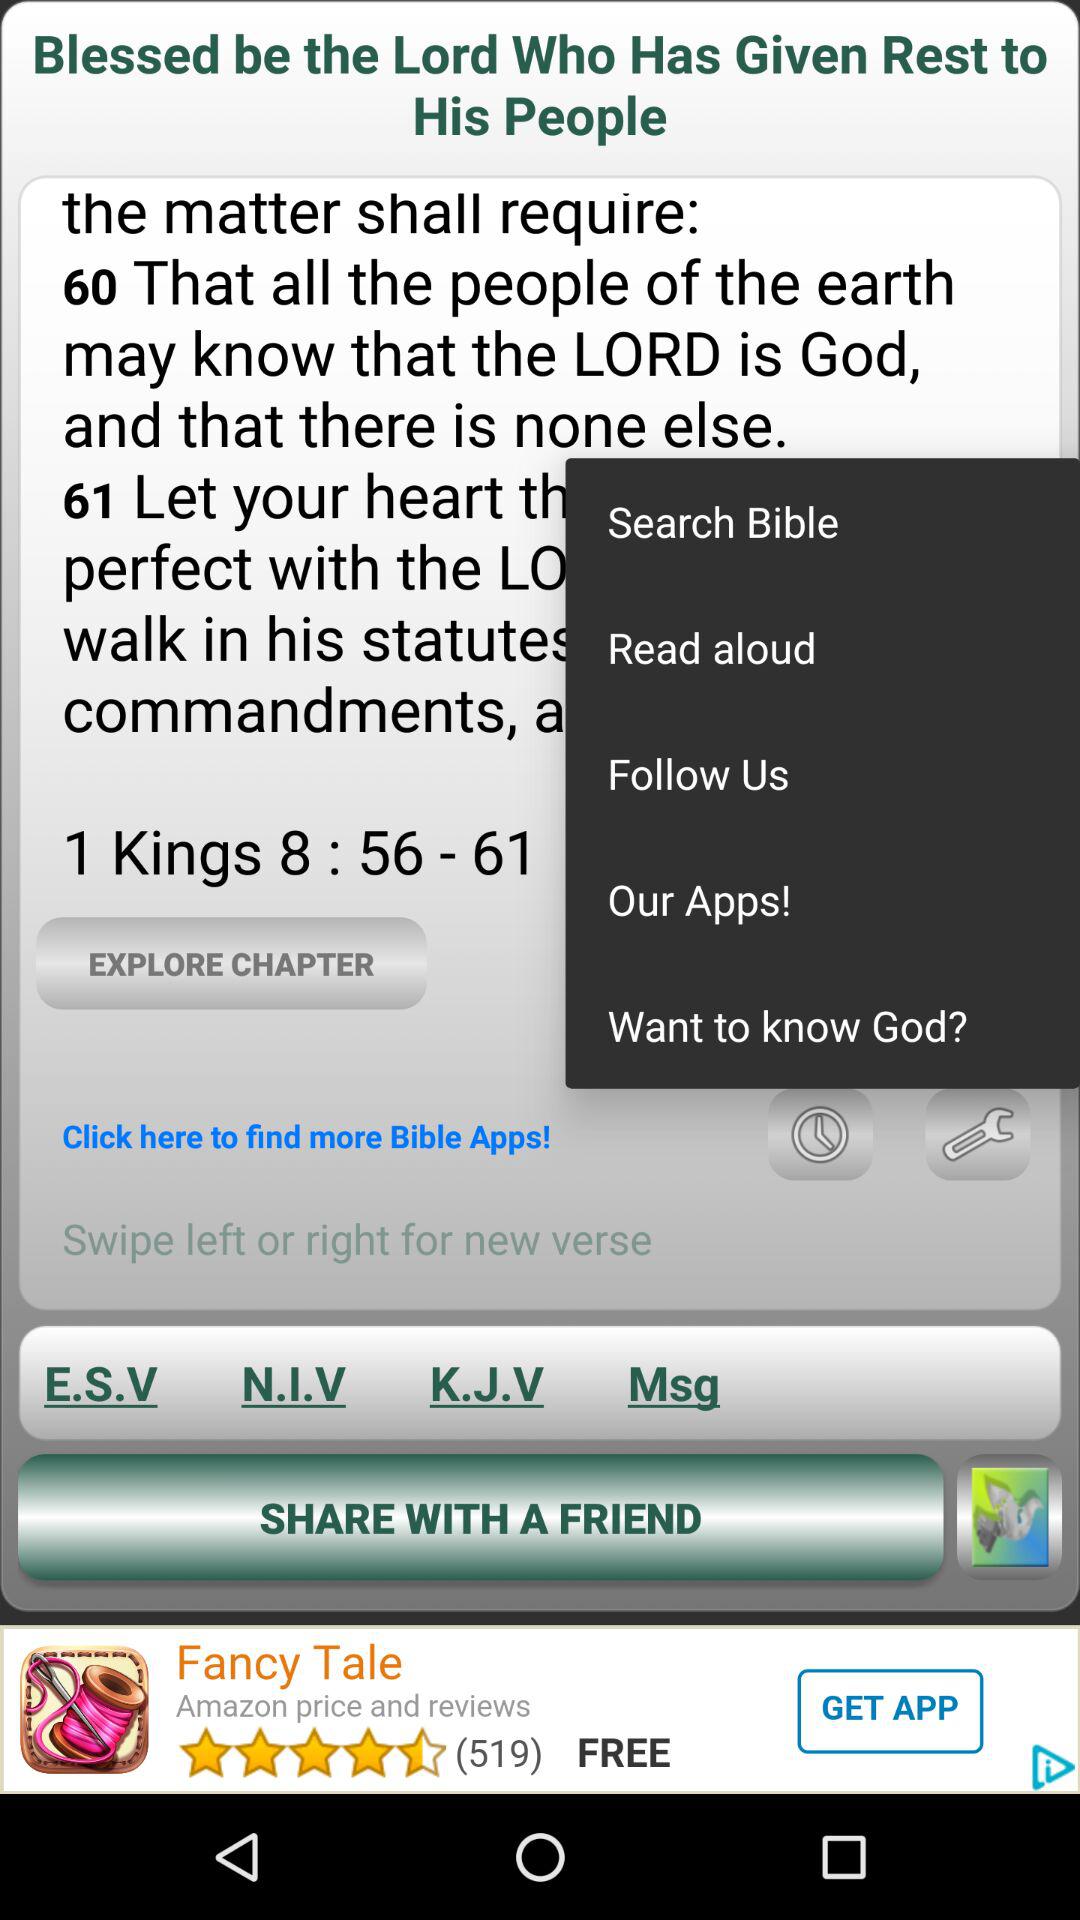 Blessed be the Lord Who Has Given Rest to
His People
the matter shall require:
60 That all the people of the earth
may know that the LORD is God,
and that there is none else.
61 Let your heart th
perfect with the LO
walk in his statutes
commandments, a
1 Kings 8 : 56 - 61
EXPLORE CHAPTER
Search Bible
Read aloud
Follow Us
Our Apps!
Want to know God?
Click here to find more Bible Apps!
Swipe left or right for new verse
E.S.V N.I.V K.J.V Msg
SHARE WITH A FRIEND
Fancy Tale
Amazon price and reviews
(519) FREE
GET APP